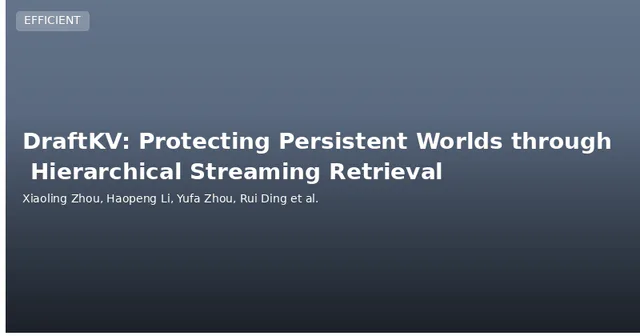 EFFICIENT
DraftKV: Protecting Persistent Worlds through
Hierarchical Streaming Retrieval
Xiaoling Zhou, Haopeng Li, Yufa Zhou, Rui Ding et al.